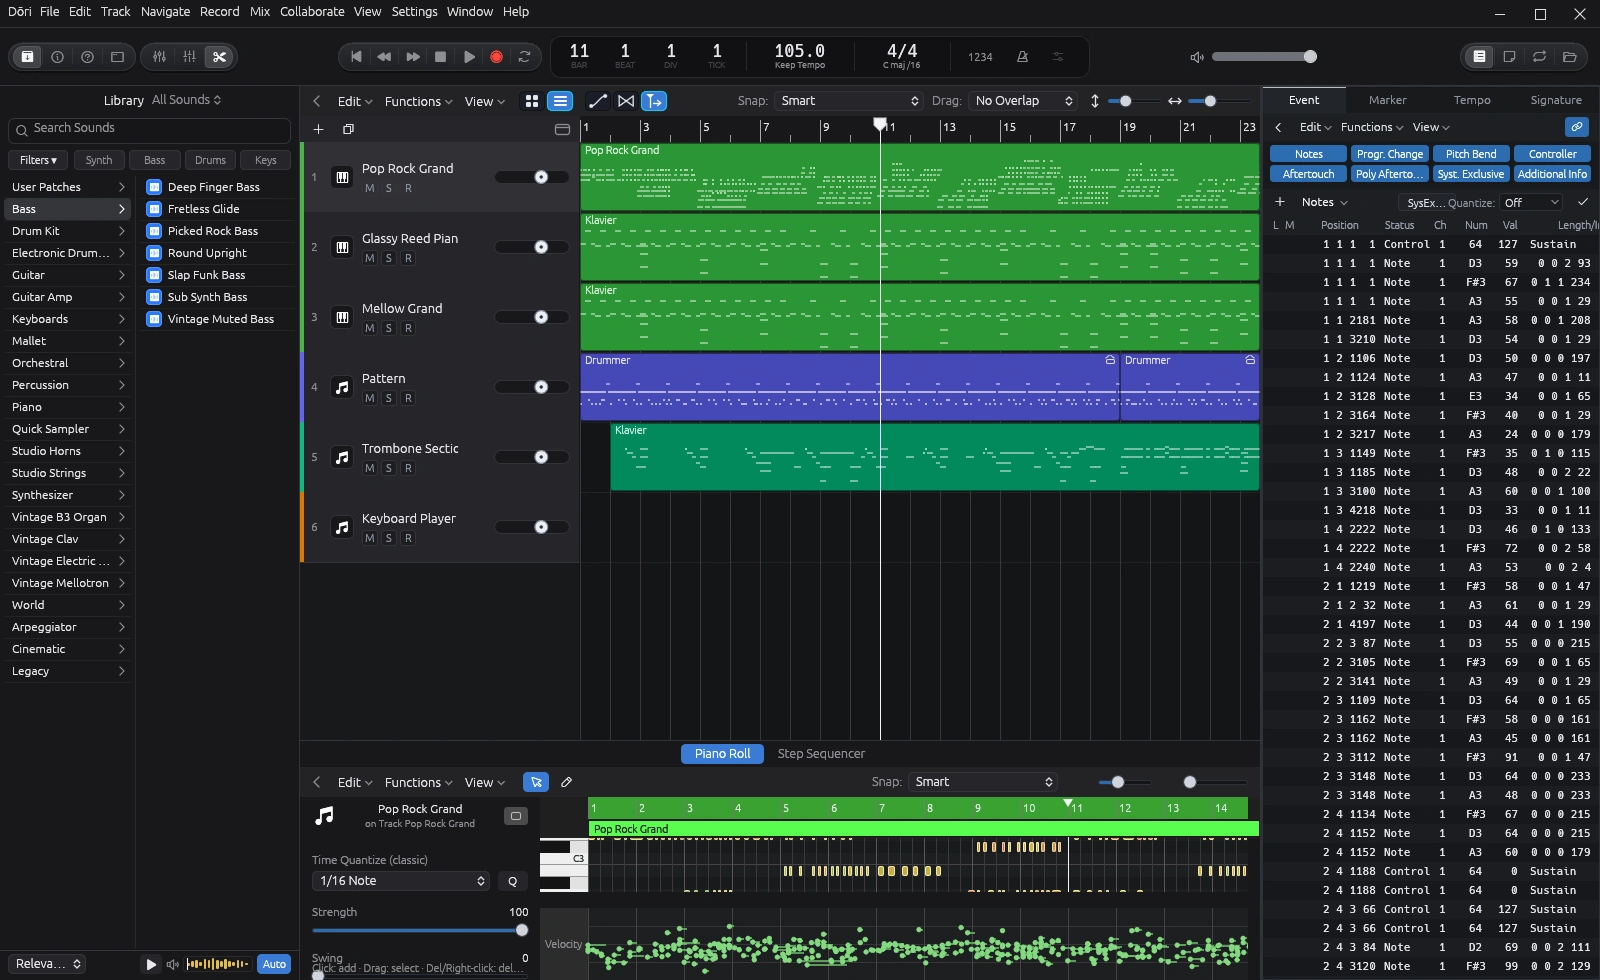 Dōri File Edit Track Navigate Record Mix Collaborate View Settings Window Help
11 1 1 1 105.0 4/4 1234
BAR BEAT DIV TICK Keep Tempo C maj /16
Library All Sounds
Search Sounds
Filters ▾ Synth Bass Drums Keys
User Patches
Bass
Drum Kit
Electronic Drum...
Guitar
Guitar Amp
Keyboards
Mallet
Orchestral
Percussion
Piano
Quick Sampler
Studio Horns
Studio Strings
Synthesizer
Vintage B3 Organ
Vintage Clav
Vintage Electric ...
Vintage Mellotron
World
Arpeggiator
Cinematic
Legacy
Deep Finger Bass
Fretless Glide
Picked Rock Bass
Round Upright
Slap Funk Bass
Sub Synth Bass
Vintage Muted Bass
Releva...
Auto
Edit Functions View Snap: Smart Drag: No Overlap
1 3 5 7 9 11 13 15 17 19 21 23
1 Pop Rock Grand
M S R
2 Glassy Reed Pian
M S R
3 Mellow Grand
M S R
4 Pattern
M S R
5 Trombone Sectic
M S R
6 Keyboard Player
M S R
Pop Rock Grand
Klavier
Klavier
Drummer Drummer
Klavier
Piano Roll Step Sequencer
Edit Functions View Snap: Smart
Pop Rock Grand
on Track Pop Rock Grand
Time Quantize (classic)
1/16 Note Q
Strength 100
Swing 0
Click: add · Drag: select · Del/Right-click: del...
1 2 3 4 5 6 7 8 9 10 11 12 13 14
Pop Rock Grand
C3
Velocity
Event Marker Tempo Signature
Edit Functions View
Notes Progr. Change Pitch Bend Controller
Aftertouch Poly Afterto... Syst. Exclusive Additional Info
Notes SysEx... Quantize: Off
L M Position Status Ch Num Val Length/I
1 1 1 1 Control 1 64 127 Sustain
1 1 1 1 Note 1 D3 59 0 0 2 93
1 1 1 1 Note 1 F#3 67 0 1 1 234
1 1 1 1 Note 1 A3 55 0 0 1 29
1 1 2181 Note 1 A3 58 0 0 1 208
1 1 3210 Note 1 D3 54 0 0 1 29
1 2 1106 Note 1 D3 50 0 0 0 197
1 2 1124 Note 1 A3 47 0 0 1 11
1 2 3128 Note 1 E3 34 0 0 1 65
1 2 3164 Note 1 F#3 40 0 0 1 29
1 2 3217 Note 1 A3 24 0 0 0 179
1 3 1149 Note 1 F#3 35 0 1 0 115
1 3 1185 Note 1 D3 48 0 0 2 22
1 3 3100 Note 1 A3 60 0 0 1 100
1 3 4218 Note 1 D3 33 0 0 1 11
1 4 2222 Note 1 D3 46 0 1 0 133
1 4 2222 Note 1 F#3 72 0 0 2 58
1 4 2240 Note 1 A3 53 0 0 2 4
2 1 1219 Note 1 F#3 58 0 0 1 47
2 1 2 32 Note 1 A3 61 0 0 1 29
2 1 4197 Note 1 D3 44 0 0 1 190
2 2 3 87 Note 1 D3 55 0 0 0 215
2 2 3105 Note 1 F#3 69 0 0 1 65
2 2 3141 Note 1 A3 49 0 0 1 29
2 3 1109 Note 1 D3 64 0 0 1 65
2 3 1162 Note 1 F#3 58 0 0 0 161
2 3 1162 Note 1 A3 45 0 0 0 161
2 3 3112 Note 1 F#3 91 0 0 1 47
2 3 3148 Note 1 D3 64 0 0 0 233
2 3 3148 Note 1 A3 48 0 0 0 233
2 4 1134 Note 1 F#3 67 0 0 0 215
2 4 1152 Note 1 D3 64 0 0 0 215
2 4 1152 Note 1 A3 60 0 0 0 179
2 4 1188 Control 1 64 0 Sustain
2 4 1188 Control 1 64 0 Sustain
2 4 3 66 Control 1 64 127 Sustain
2 4 3 66 Control 1 64 127 Sustain
2 4 3 84 Note 1 D2 69 0 0 2 111
2 4 3120 Note 1 F#3 99 0 0 2 129